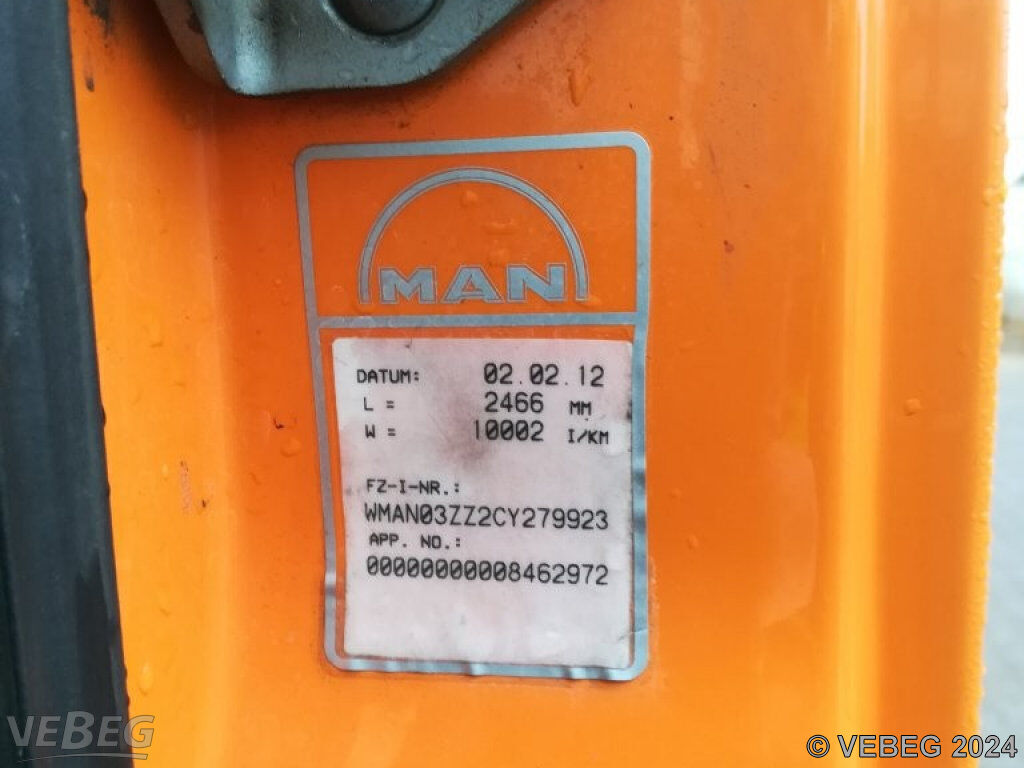 MAN
DATUM: 02.02.12
L = 2466 MM
W = 10002 I/KM
FZ-I-NR.:
WMAN03ZZ2CY279923
APP. NO.:
00000000008462972
VEBEG
© VEBEG 2024